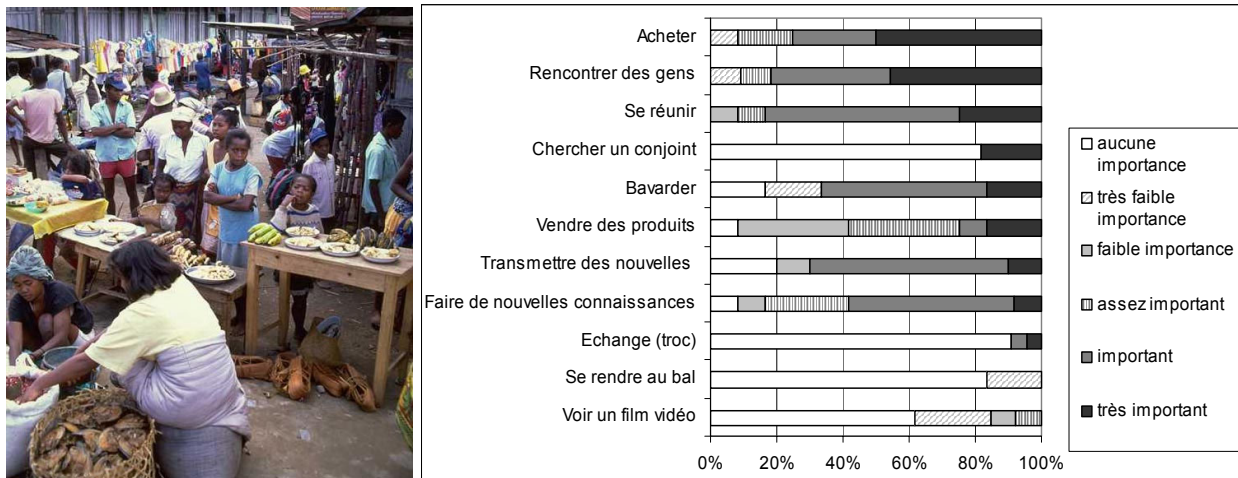 Acheter
Rencontrer des gens
Se réunir
Chercher un conjoint
Bavarder
Vendre des produits
Transmettre des nouvelles
Faire de nouvelles connaissances
Echange (troc)
Se rendre au bal
Voir un film vidéo
0% 20% 40% 60% 80% 100%
aucune
importance
très faible
importance
faible importance
assez important
important
très important